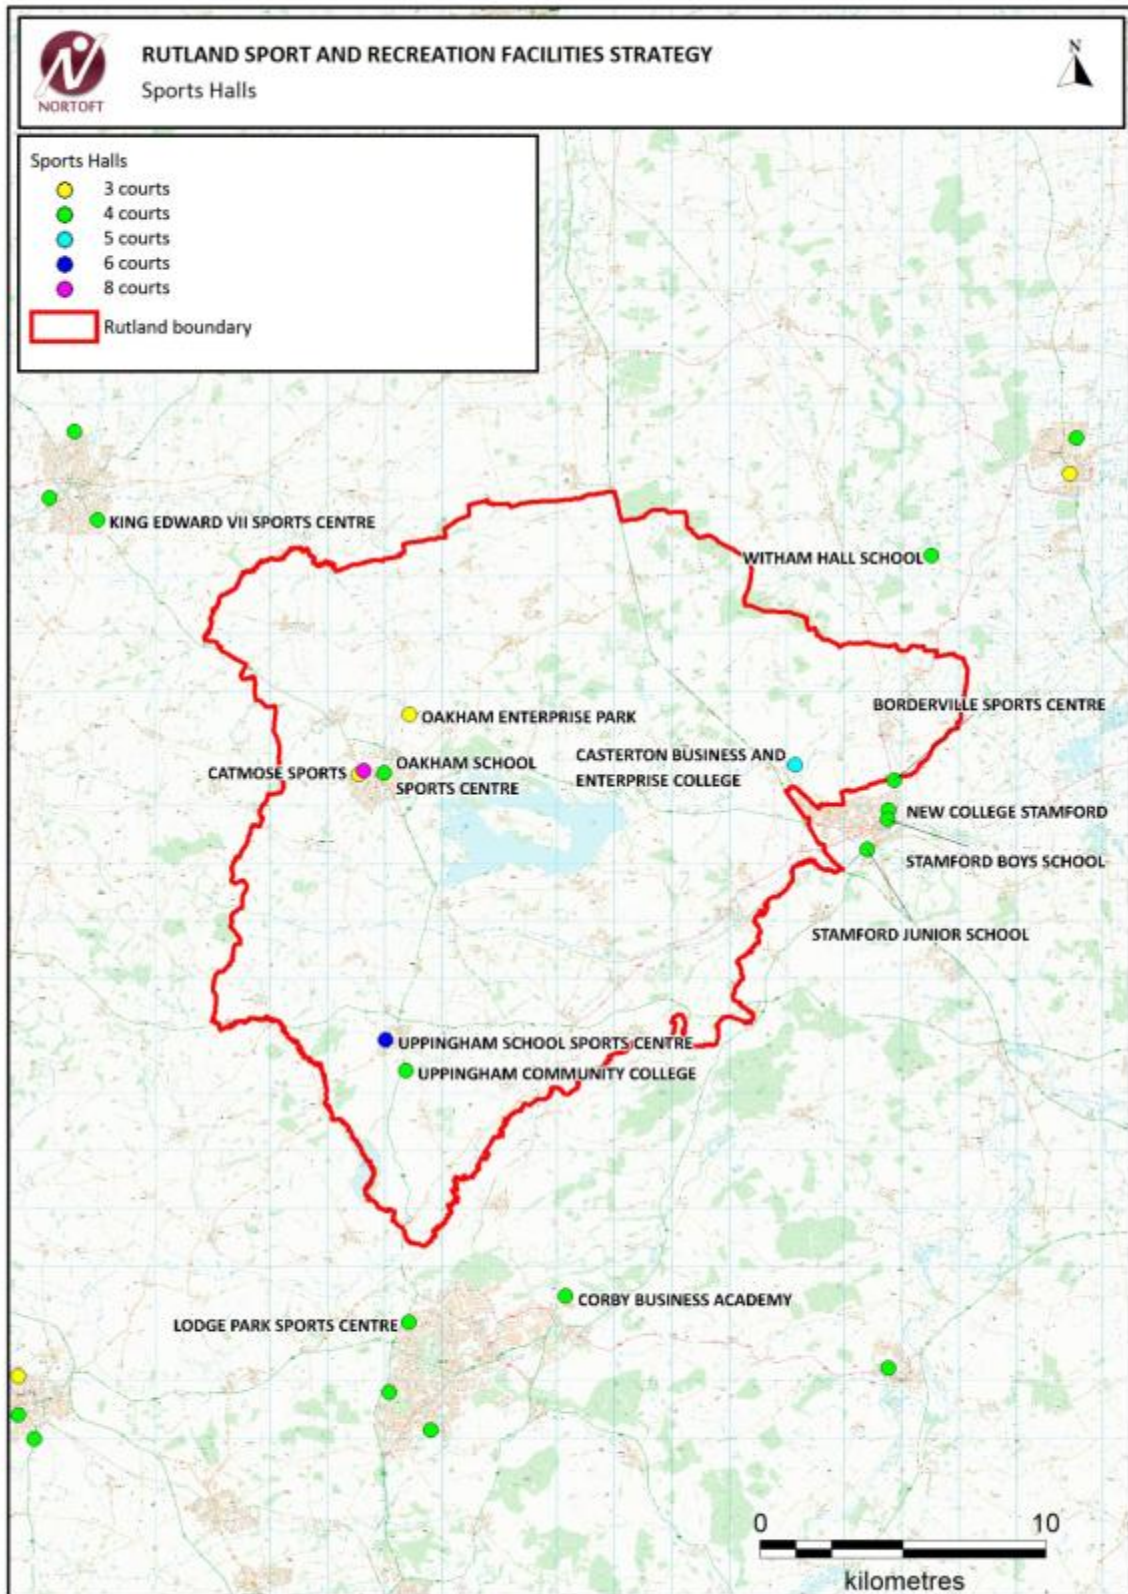 RUTLAND SPORT AND RECREATION FACILITIES STRATEGY
Sports Halls
N
NORTOFT
Sports Halls
3 courts
4 courts
5 courts
6 courts
8 courts
Rutland boundary
KING EDWARD VII SPORTS CENTRE
WITHAM HALL SCHOOL
BORDERVILLE SPORTS CENTRE
OAKHAM ENTERPRISE PARK
CATMOSE SPORTS
OAKHAM SCHOOL
SPORTS CENTRE
CASTERTON BUSINESS AND
ENTERPRISE COLLEGE
NEW COLLEGE STAMFORD
STAMFORD BOYS SCHOOL
STAMFORD JUNIOR SCHOOL
UPPINGHAM SCHOOL SPORTS CENTRE
UPPINGHAM COMMUNITY COLLEGE
CORBY BUSINESS ACADEMY
LODGE PARK SPORTS CENTRE
0 10
kilometres